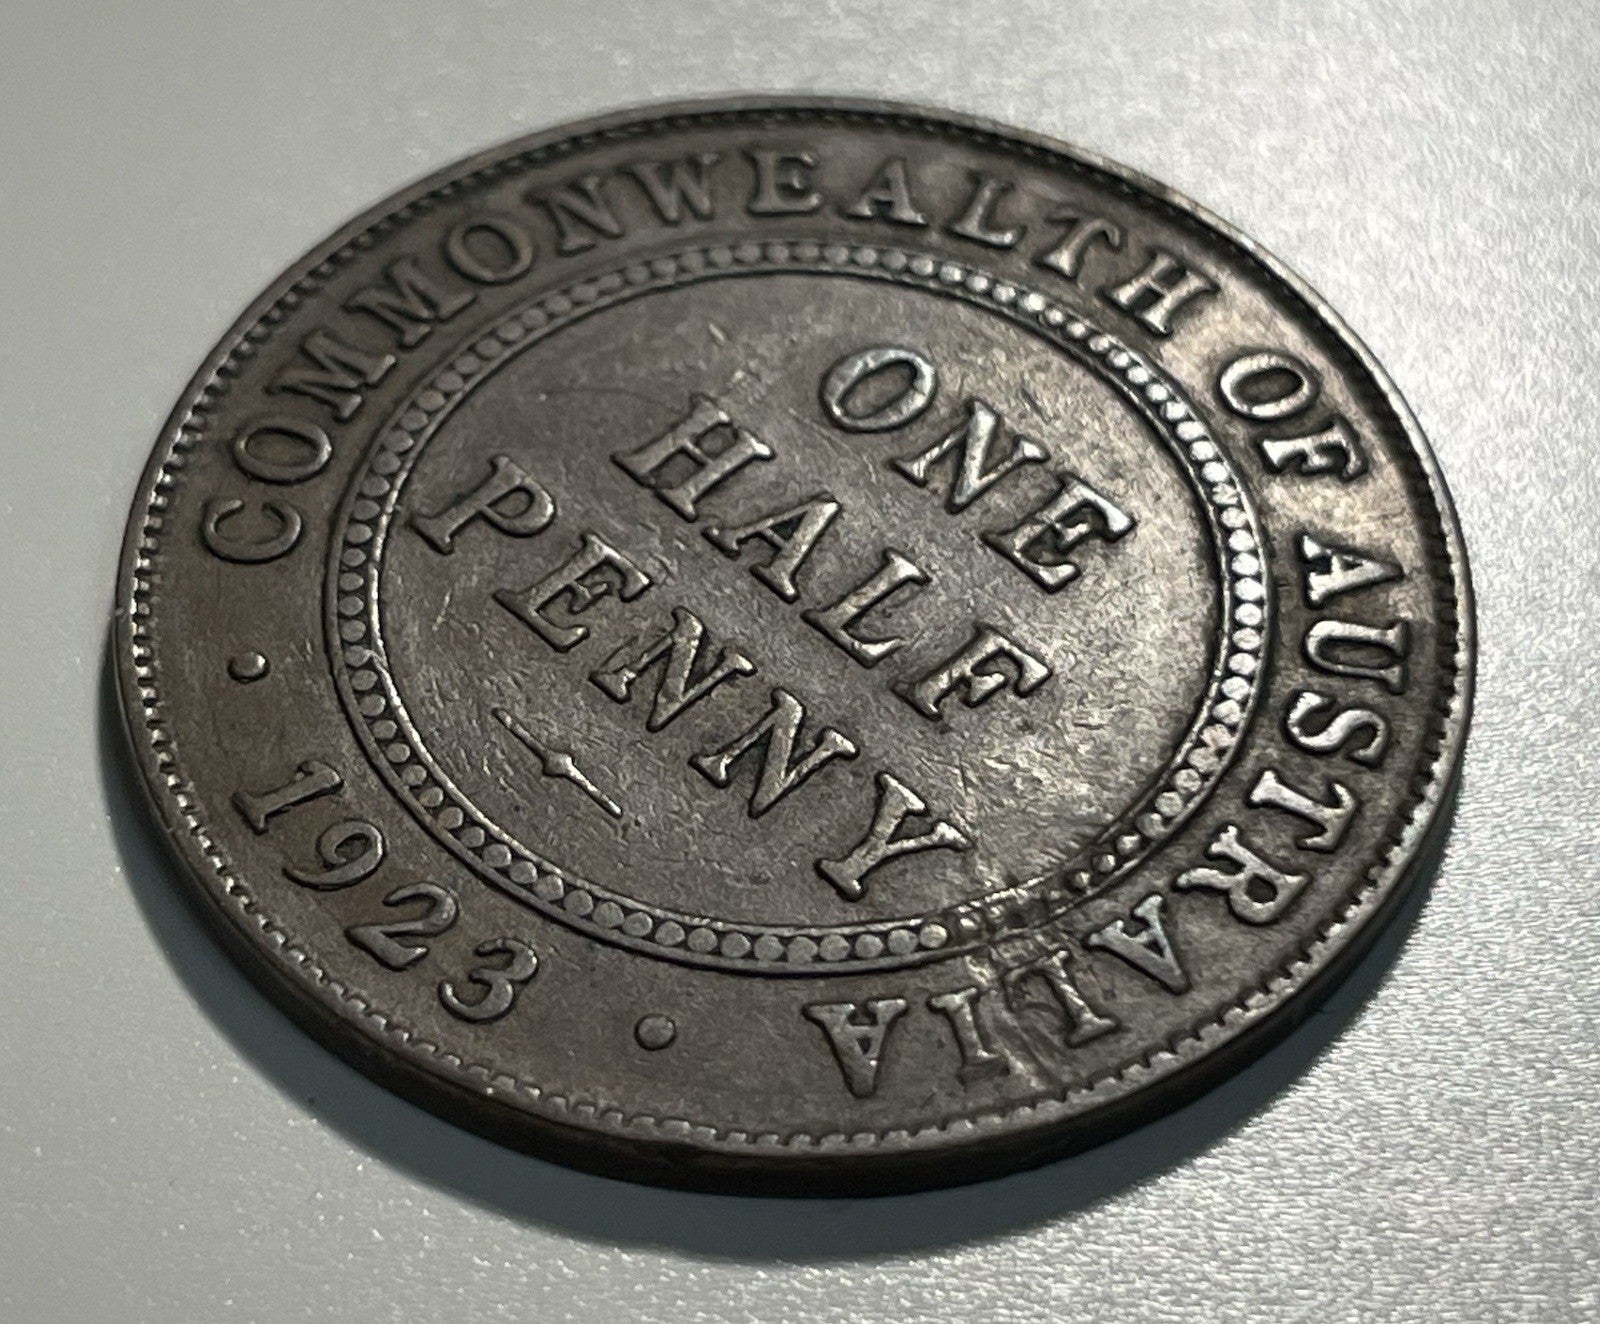 COMMONWEALTH OF AUSTRALIA
ONE
HALF
PENNY
· 1923 ·